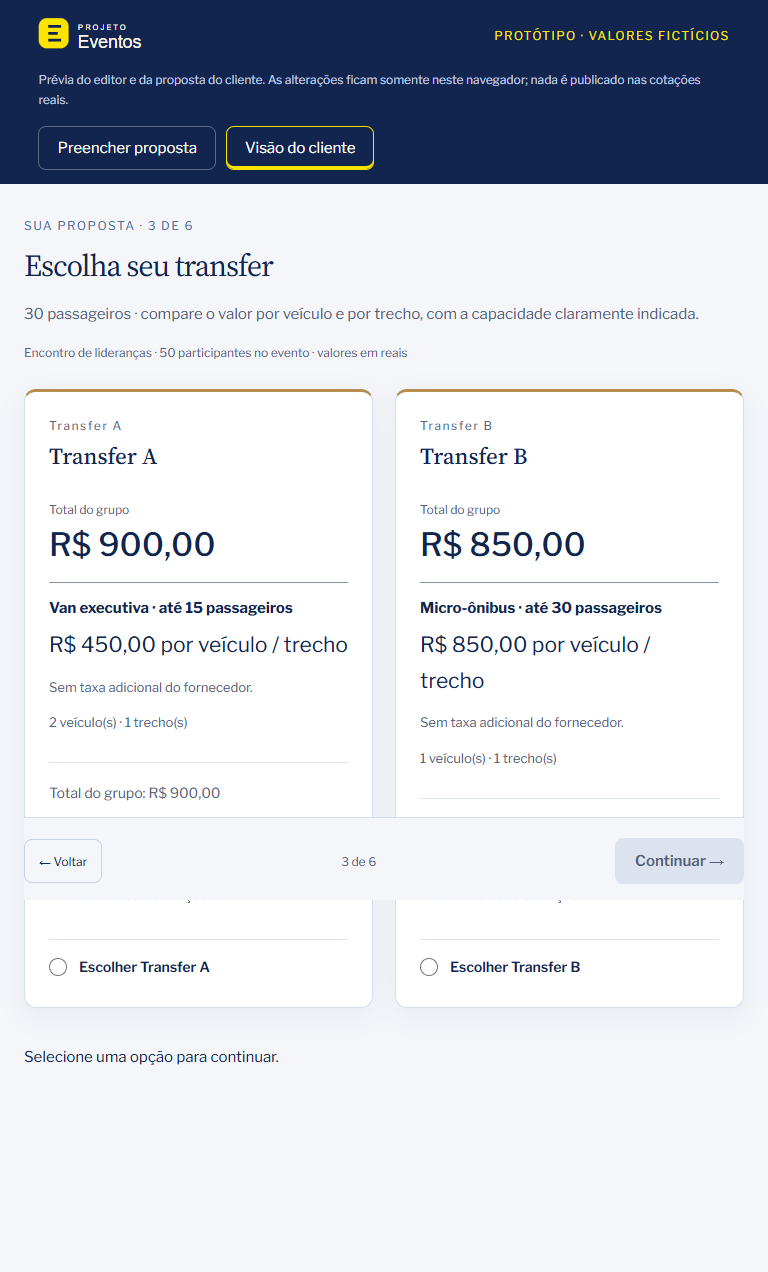 PROJETO
Eventos
PROTÓTIPO · VALORES FICTÍCIOS
Prévia do editor e da proposta do cliente. As alterações ficam somente neste navegador; nada é publicado nas cotações
reais.
Preencher proposta
Visão do cliente
SUA PROPOSTA · 3 DE 6
Escolha seu transfer
30 passageiros · compare o valor por veículo e por trecho, com a capacidade claramente indicada.
Encontro de lideranças · 50 participantes no evento · valores em reais
Transfer A
Transfer A
Total do grupo
R$ 900,00
Van executiva · até 15 passageiros
R$ 450,00 por veículo / trecho
Sem taxa adicional do fornecedor.
2 veículo(s) · 1 trecho(s)
Total do grupo: R$ 900,00
Transfer B
Transfer B
Total do grupo
R$ 850,00
Micro-ônibus · até 30 passageiros
R$ 850,00 por veículo /
trecho
Sem taxa adicional do fornecedor.
1 veículo(s) · 1 trecho(s)
← Voltar
3 de 6
Continuar →
Escolher Transfer A
Escolher Transfer B
Selecione uma opção para continuar.